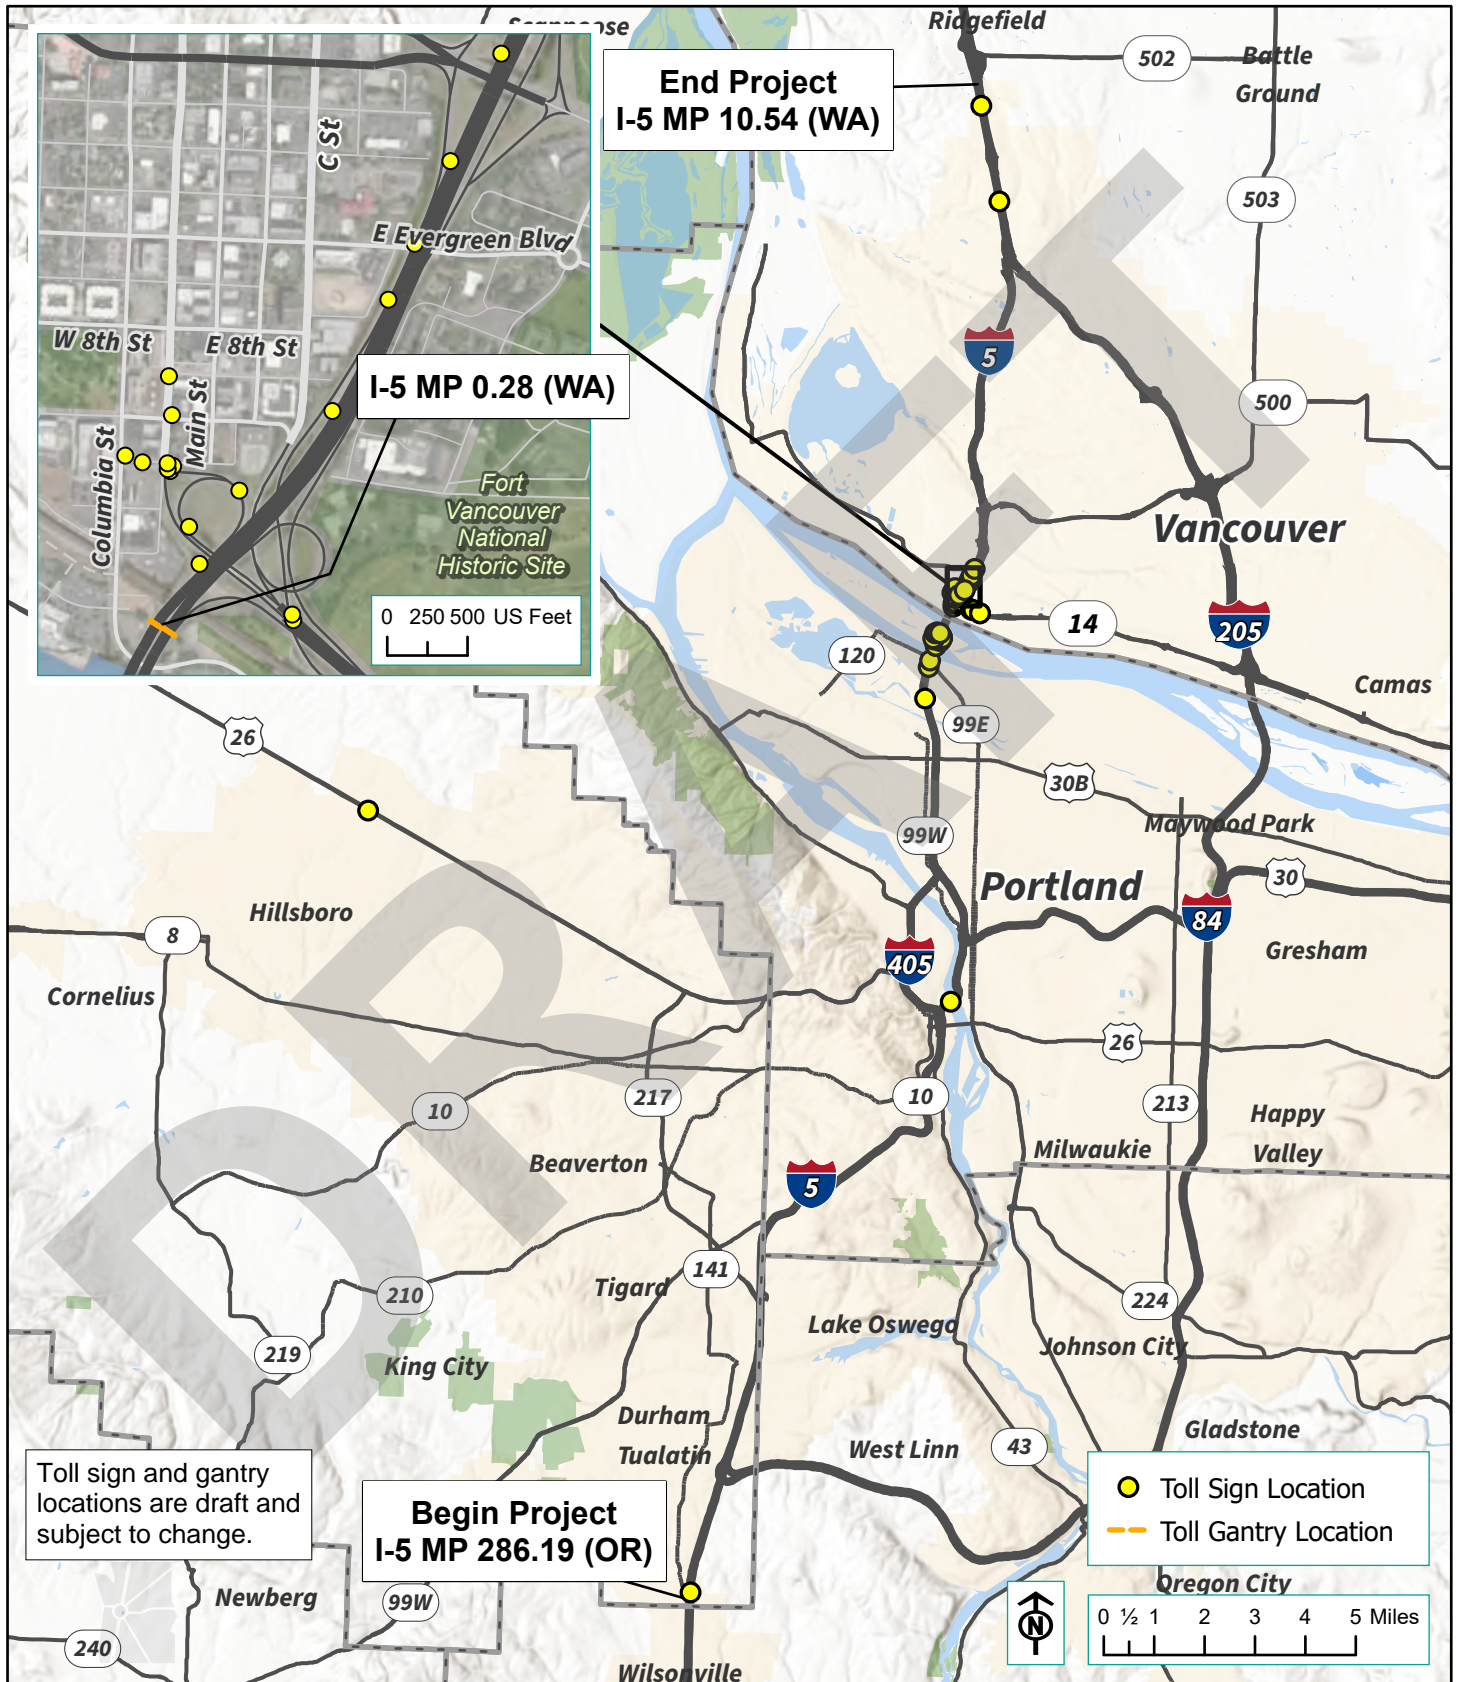 Ridgefield
502
Battle
Ground
End Project
I-5 MP 10.54 (WA)
503
C St
E Evergreen Blvd
W 8th St
E 8th St
I-5 MP 0.28 (WA)
5
Main St
Columbia St
500
Fort
Vancouver
National
Historic Site
0 250 500 US Feet
Vancouver
14
205
120
Camas
99E
26
30B
99W
Maywood Park
Portland
30
Hillsboro
8
84
405
Gresham
Cornelius
26
10
217
10
213
Happy
Valley
Beaverton
Milwaukie
5
Tigard
141
210
224
Lake Oswego
Johnson City
219
King City
Durham
Tualatin
West Linn
43
Gladstone
Toll sign and gantry
locations are draft and
subject to change.
Begin Project
I-5 MP 286.19 (OR)
Toll Sign Location
Toll Gantry Location
Newberg
99W
Oregon City
240
N
0 ½ 1 2 3 4 5 Miles
Wilsonville
DRAFT